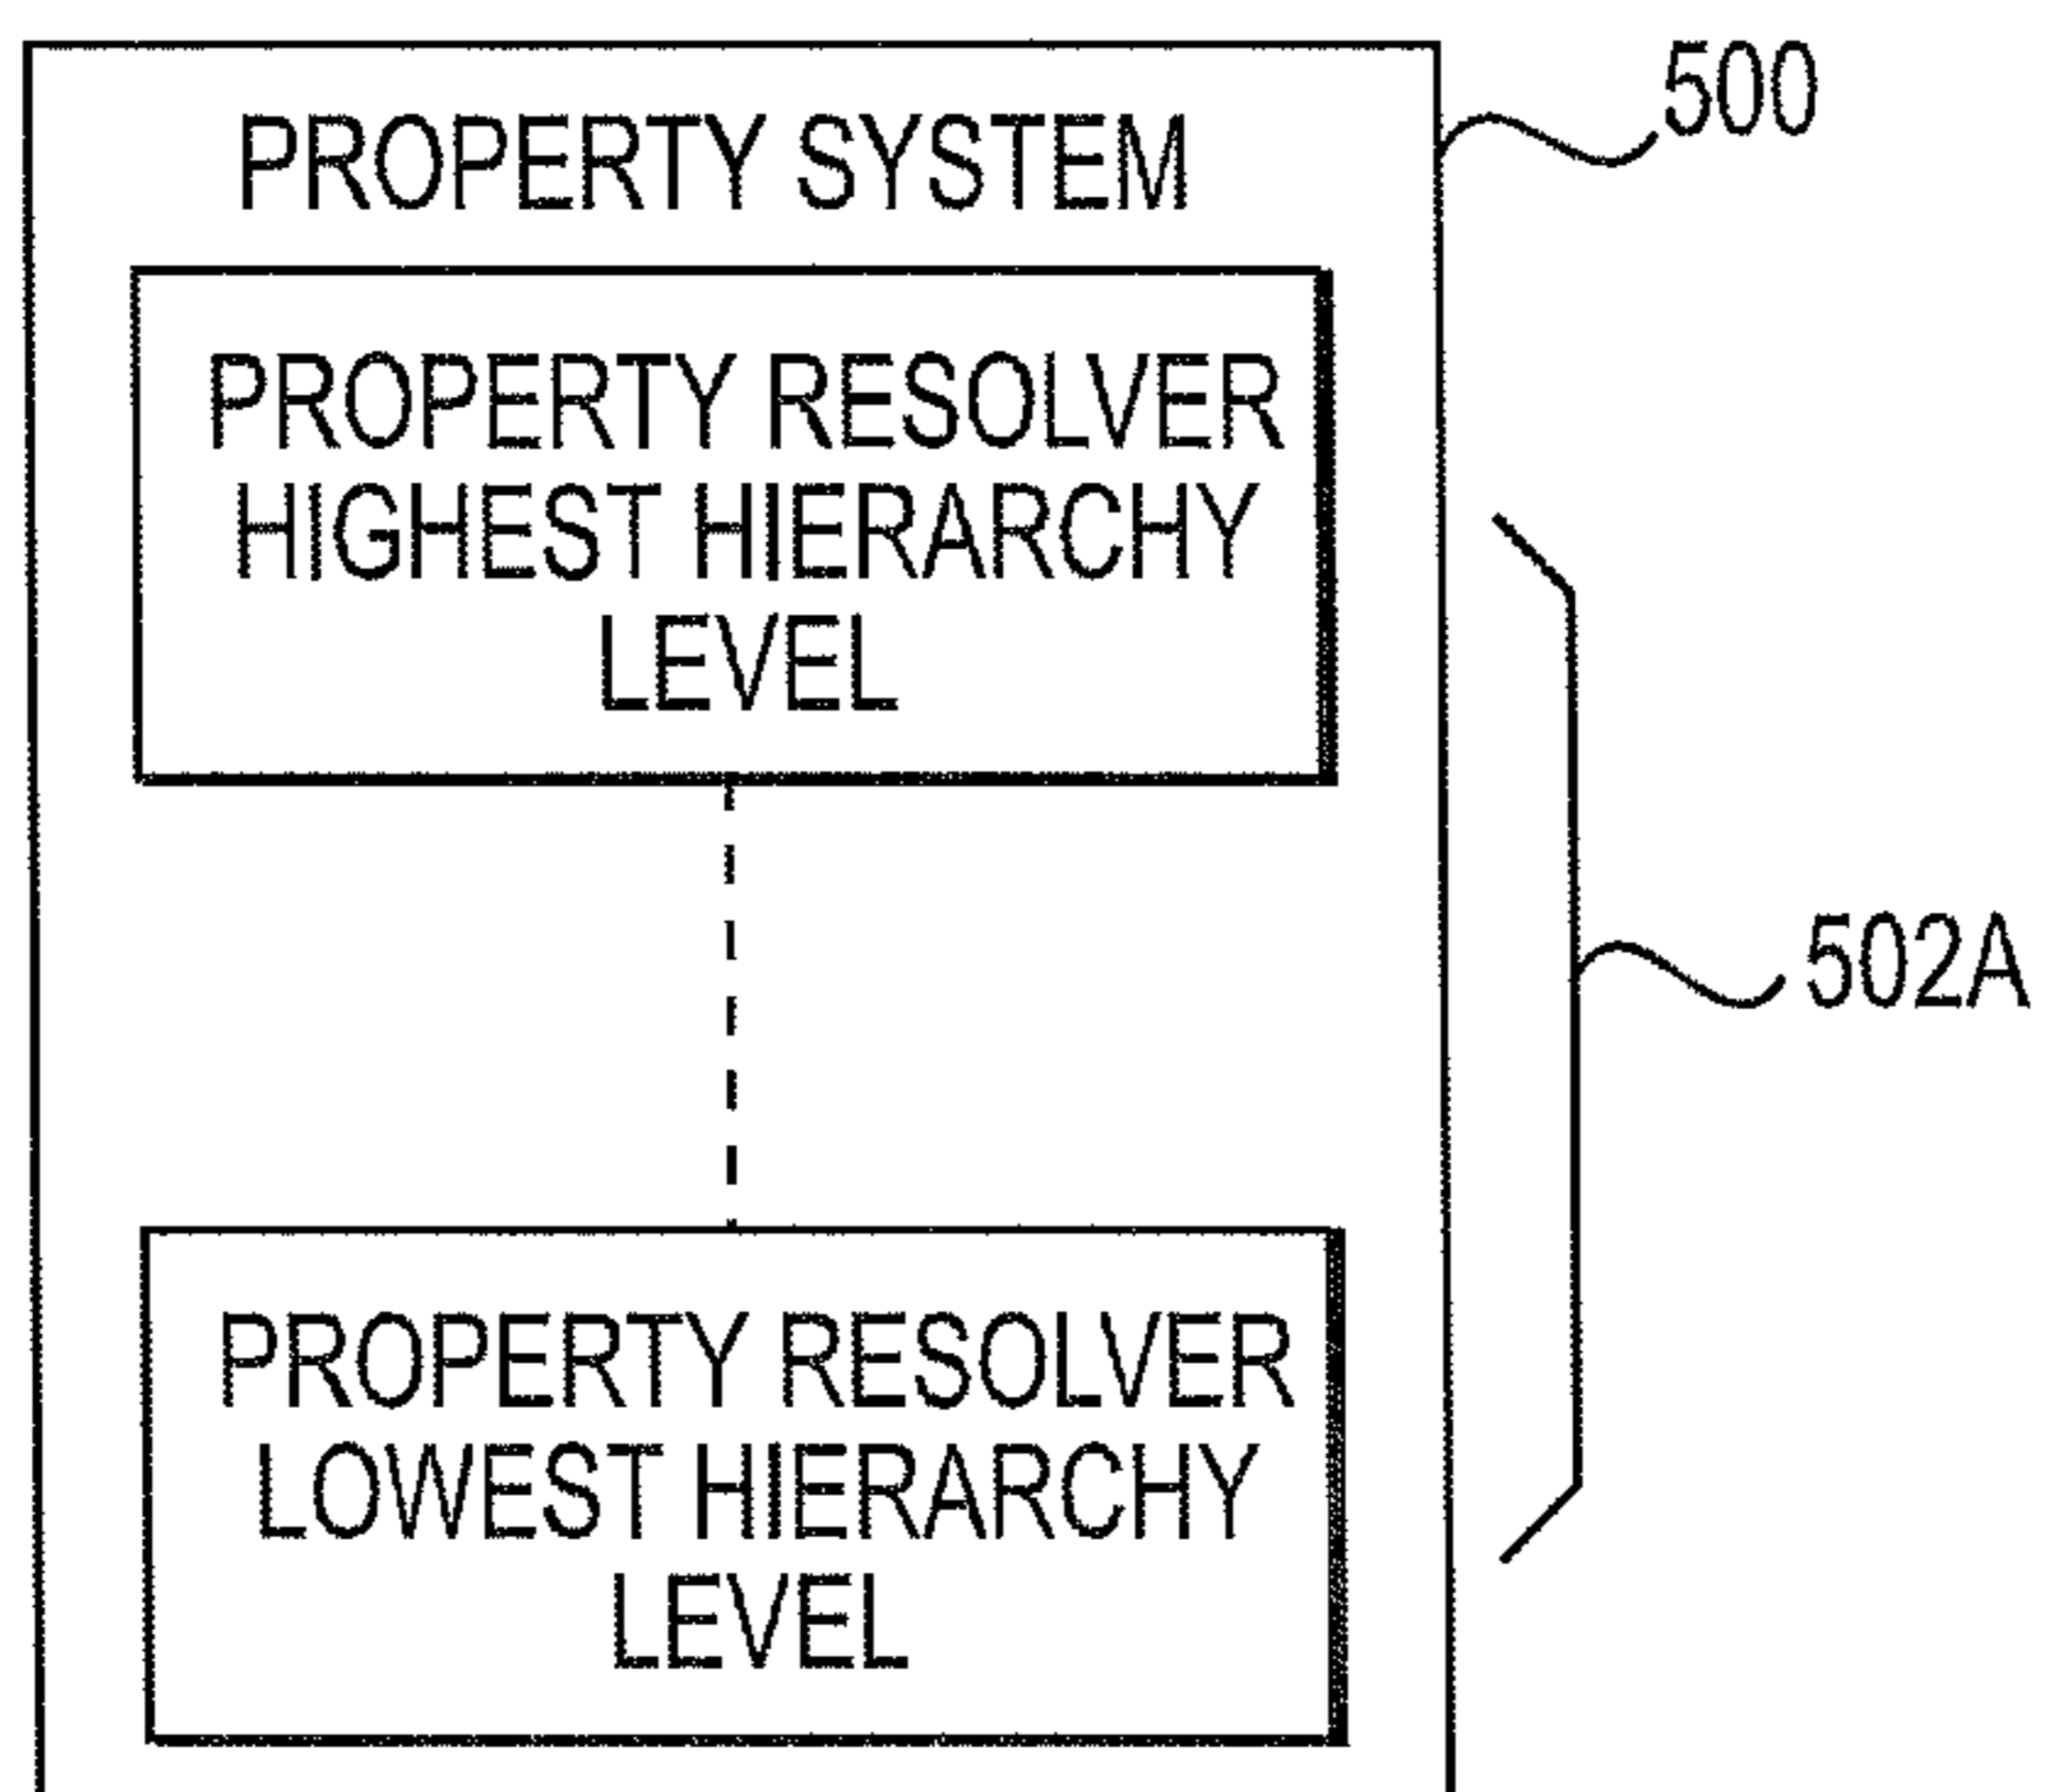 500
PROPERTY SYSTEM
PROPERTY RESOLVER
HIGHEST HIERARCHY
LEVEL
502A
PROPERTY RESOLVER
LOWEST HIERARCHY
LEVEL